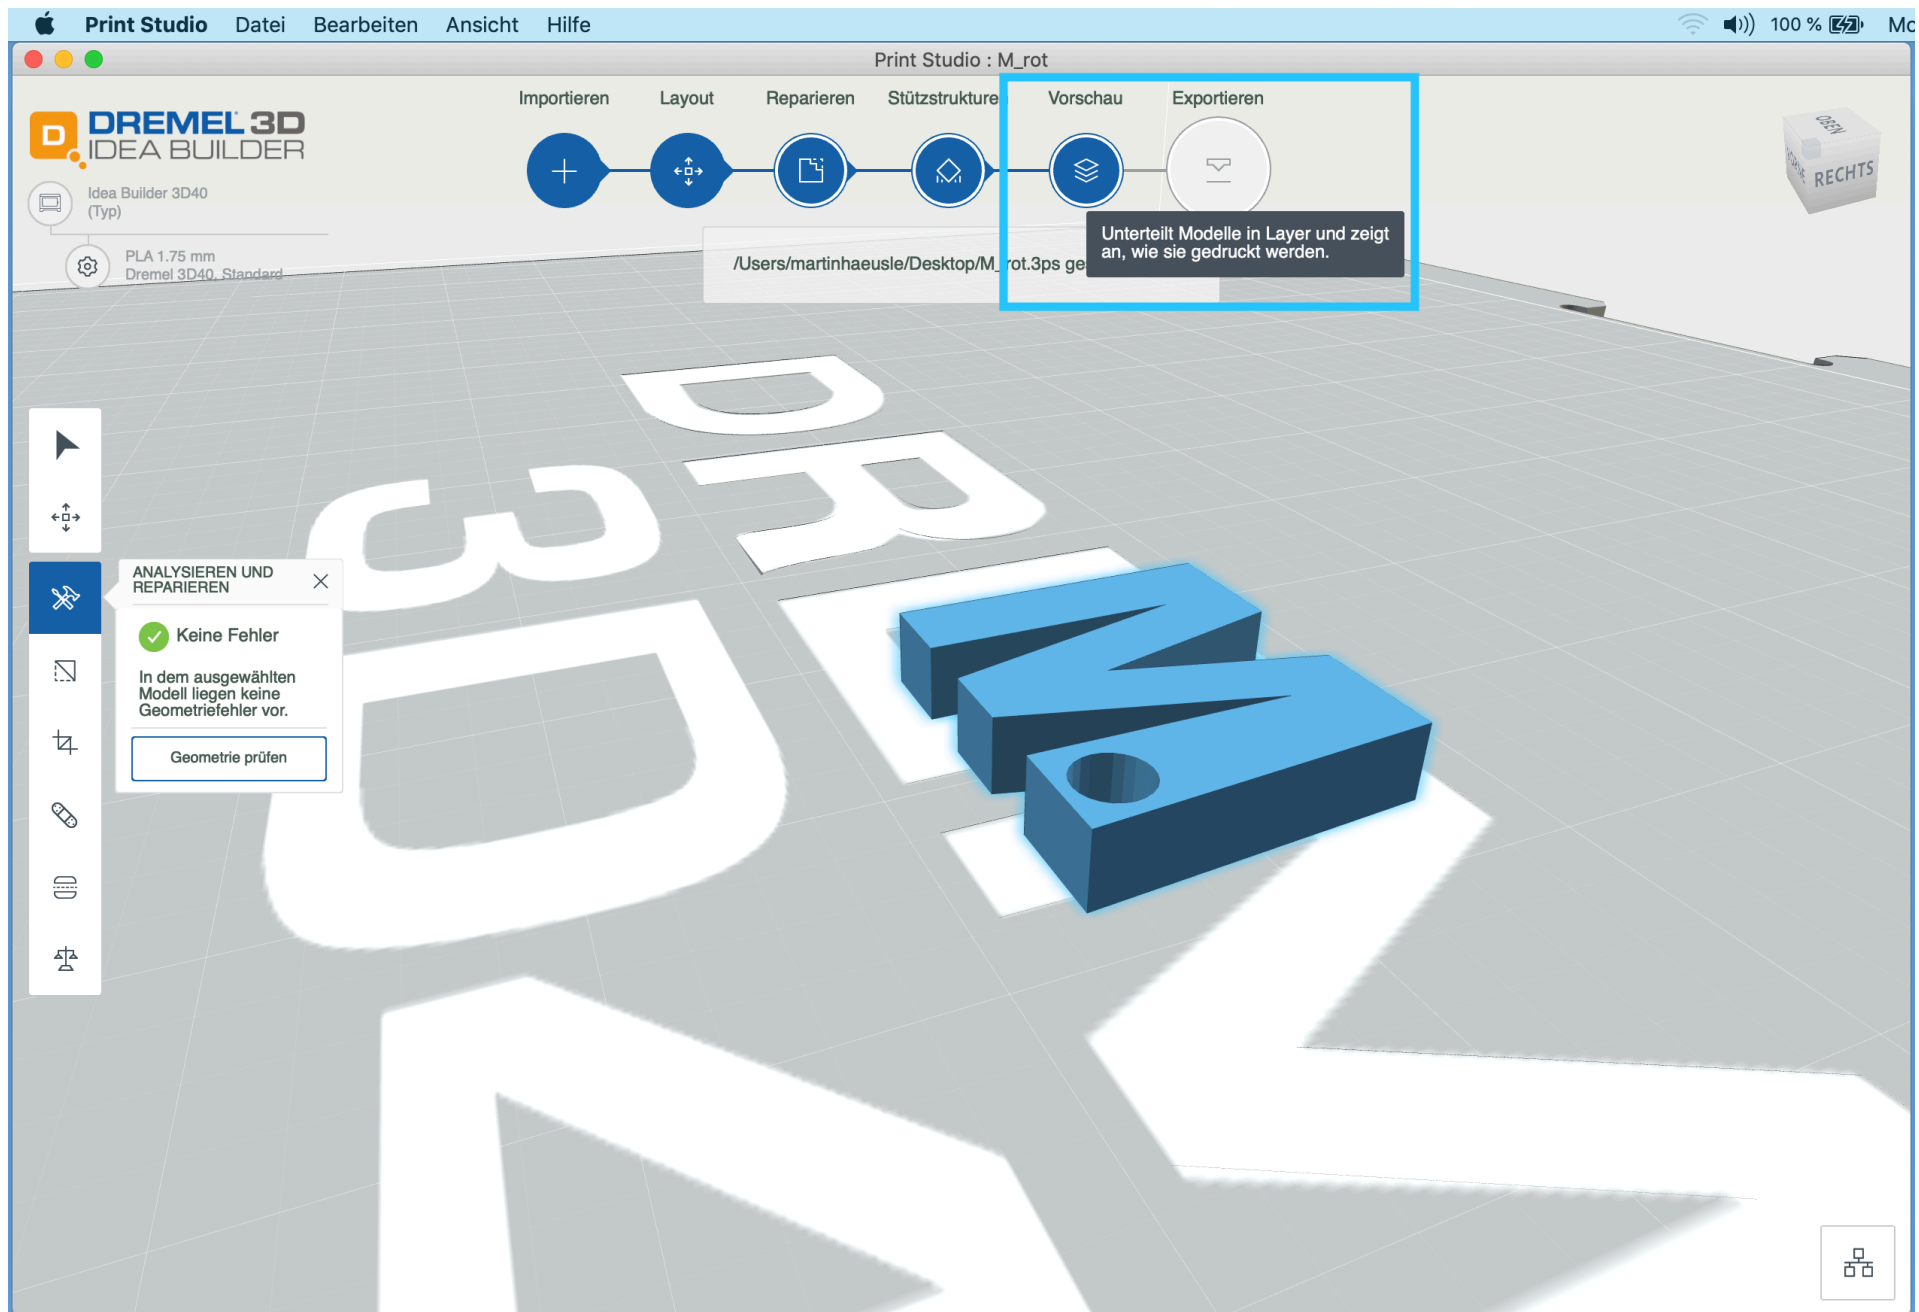 Print Studio Datei Bearbeiten Ansicht Hilfe 100 %
Print Studio : M_rot
Importieren Layout Reparieren Stützstrukture Vorschau Exportieren
DREMEL 3D
IDEA BUILDER
Idea Builder 3D40
(Typ)
PLA 1.75 mm
Dremel 3D40, Standard
OBEN
RECHTS
Unterteilt Modelle in Layer und zeigt
an, wie sie gedruckt werden.
/Users/martinhaeusle/Desktop/M_rot.3ps ge
ANALYSIEREN UND
REPARIEREN
Keine Fehler
In dem ausgewählten
Modell liegen keine
Geometriefehler vor.
Geometrie prüfen
DR
3D
M